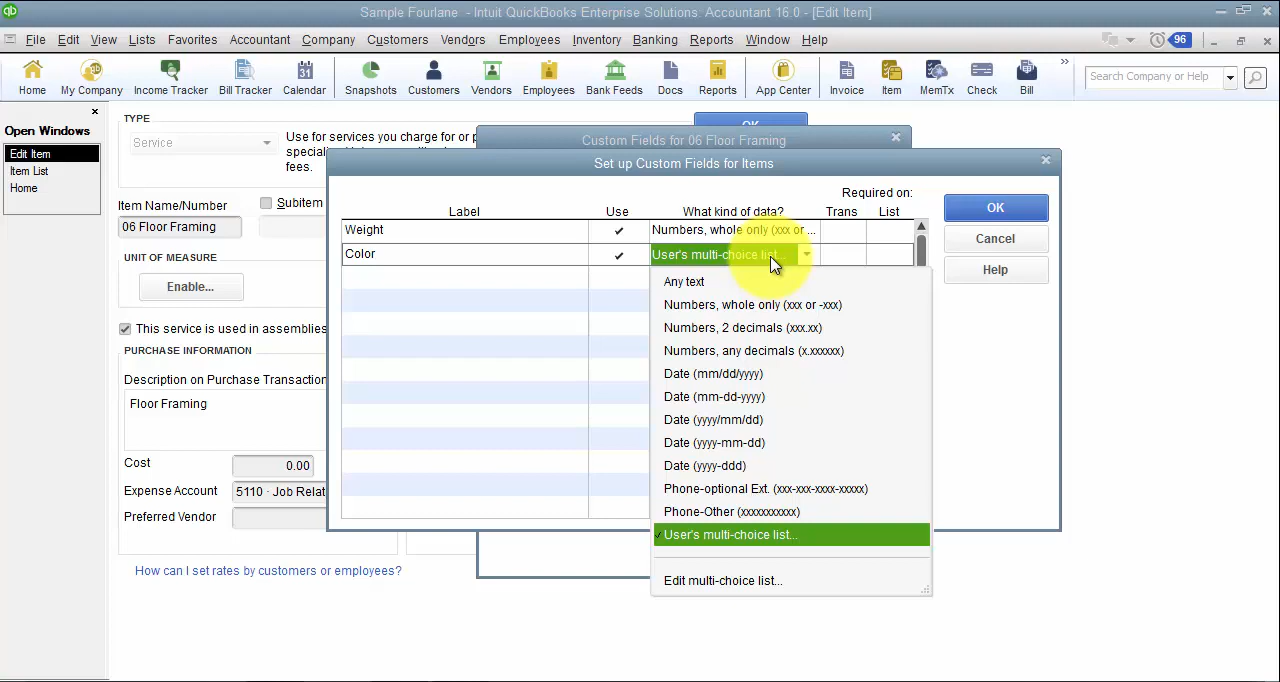 Sample Fourlane - Intuit QuickBooks Enterprise Solutions: Accountant 16.0 - [Edit Item]
File Edit View Lists Favorites Accountant Company Customers Vendors Employees Inventory Banking Reports Window Help
96
Home My Company Income Tracker Bill Tracker Calendar Snapshots Customers Vendors Employees Bank Feeds Docs Reports App Center Invoice Item MemTx Check Bill
Search Company or Help
Open Windows
Edit Item
Item List
Home
TYPE
Service
Use for services you charge for or p
specialis
fees.
OK
Item Name/Number
Subitem
06 Floor Framing
UNIT OF MEASURE
Enable...
This service is used in assemblies
PURCHASE INFORMATION
Description on Purchase Transaction
Floor Framing
Cost 0.00
Expense Account 5110 · Job Relat
Preferred Vendor
How can I set rates by customers or employees?
Custom Fields for 06 Floor Framing
Set up Custom Fields for Items
Required on:
Label Use What kind of data? Trans List
Weight ✓ Numbers, whole only (xxx or ...
Color ✓ User's multi-choice list...
Any text
Numbers, whole only (xxx or -xxx)
Numbers, 2 decimals (xxx.xx)
Numbers, any decimals (x.xxxxxx)
Date (mm/dd/yyyy)
Date (mm-dd-yyyy)
Date (yyyy/mm/dd)
Date (yyyy-mm-dd)
Date (yyyy-ddd)
Phone-optional Ext. (xxx-xxx-xxxx-xxxxx)
Phone-Other (xxxxxxxxxxx)
✓ User's multi-choice list...
Edit multi-choice list...
OK
Cancel
Help